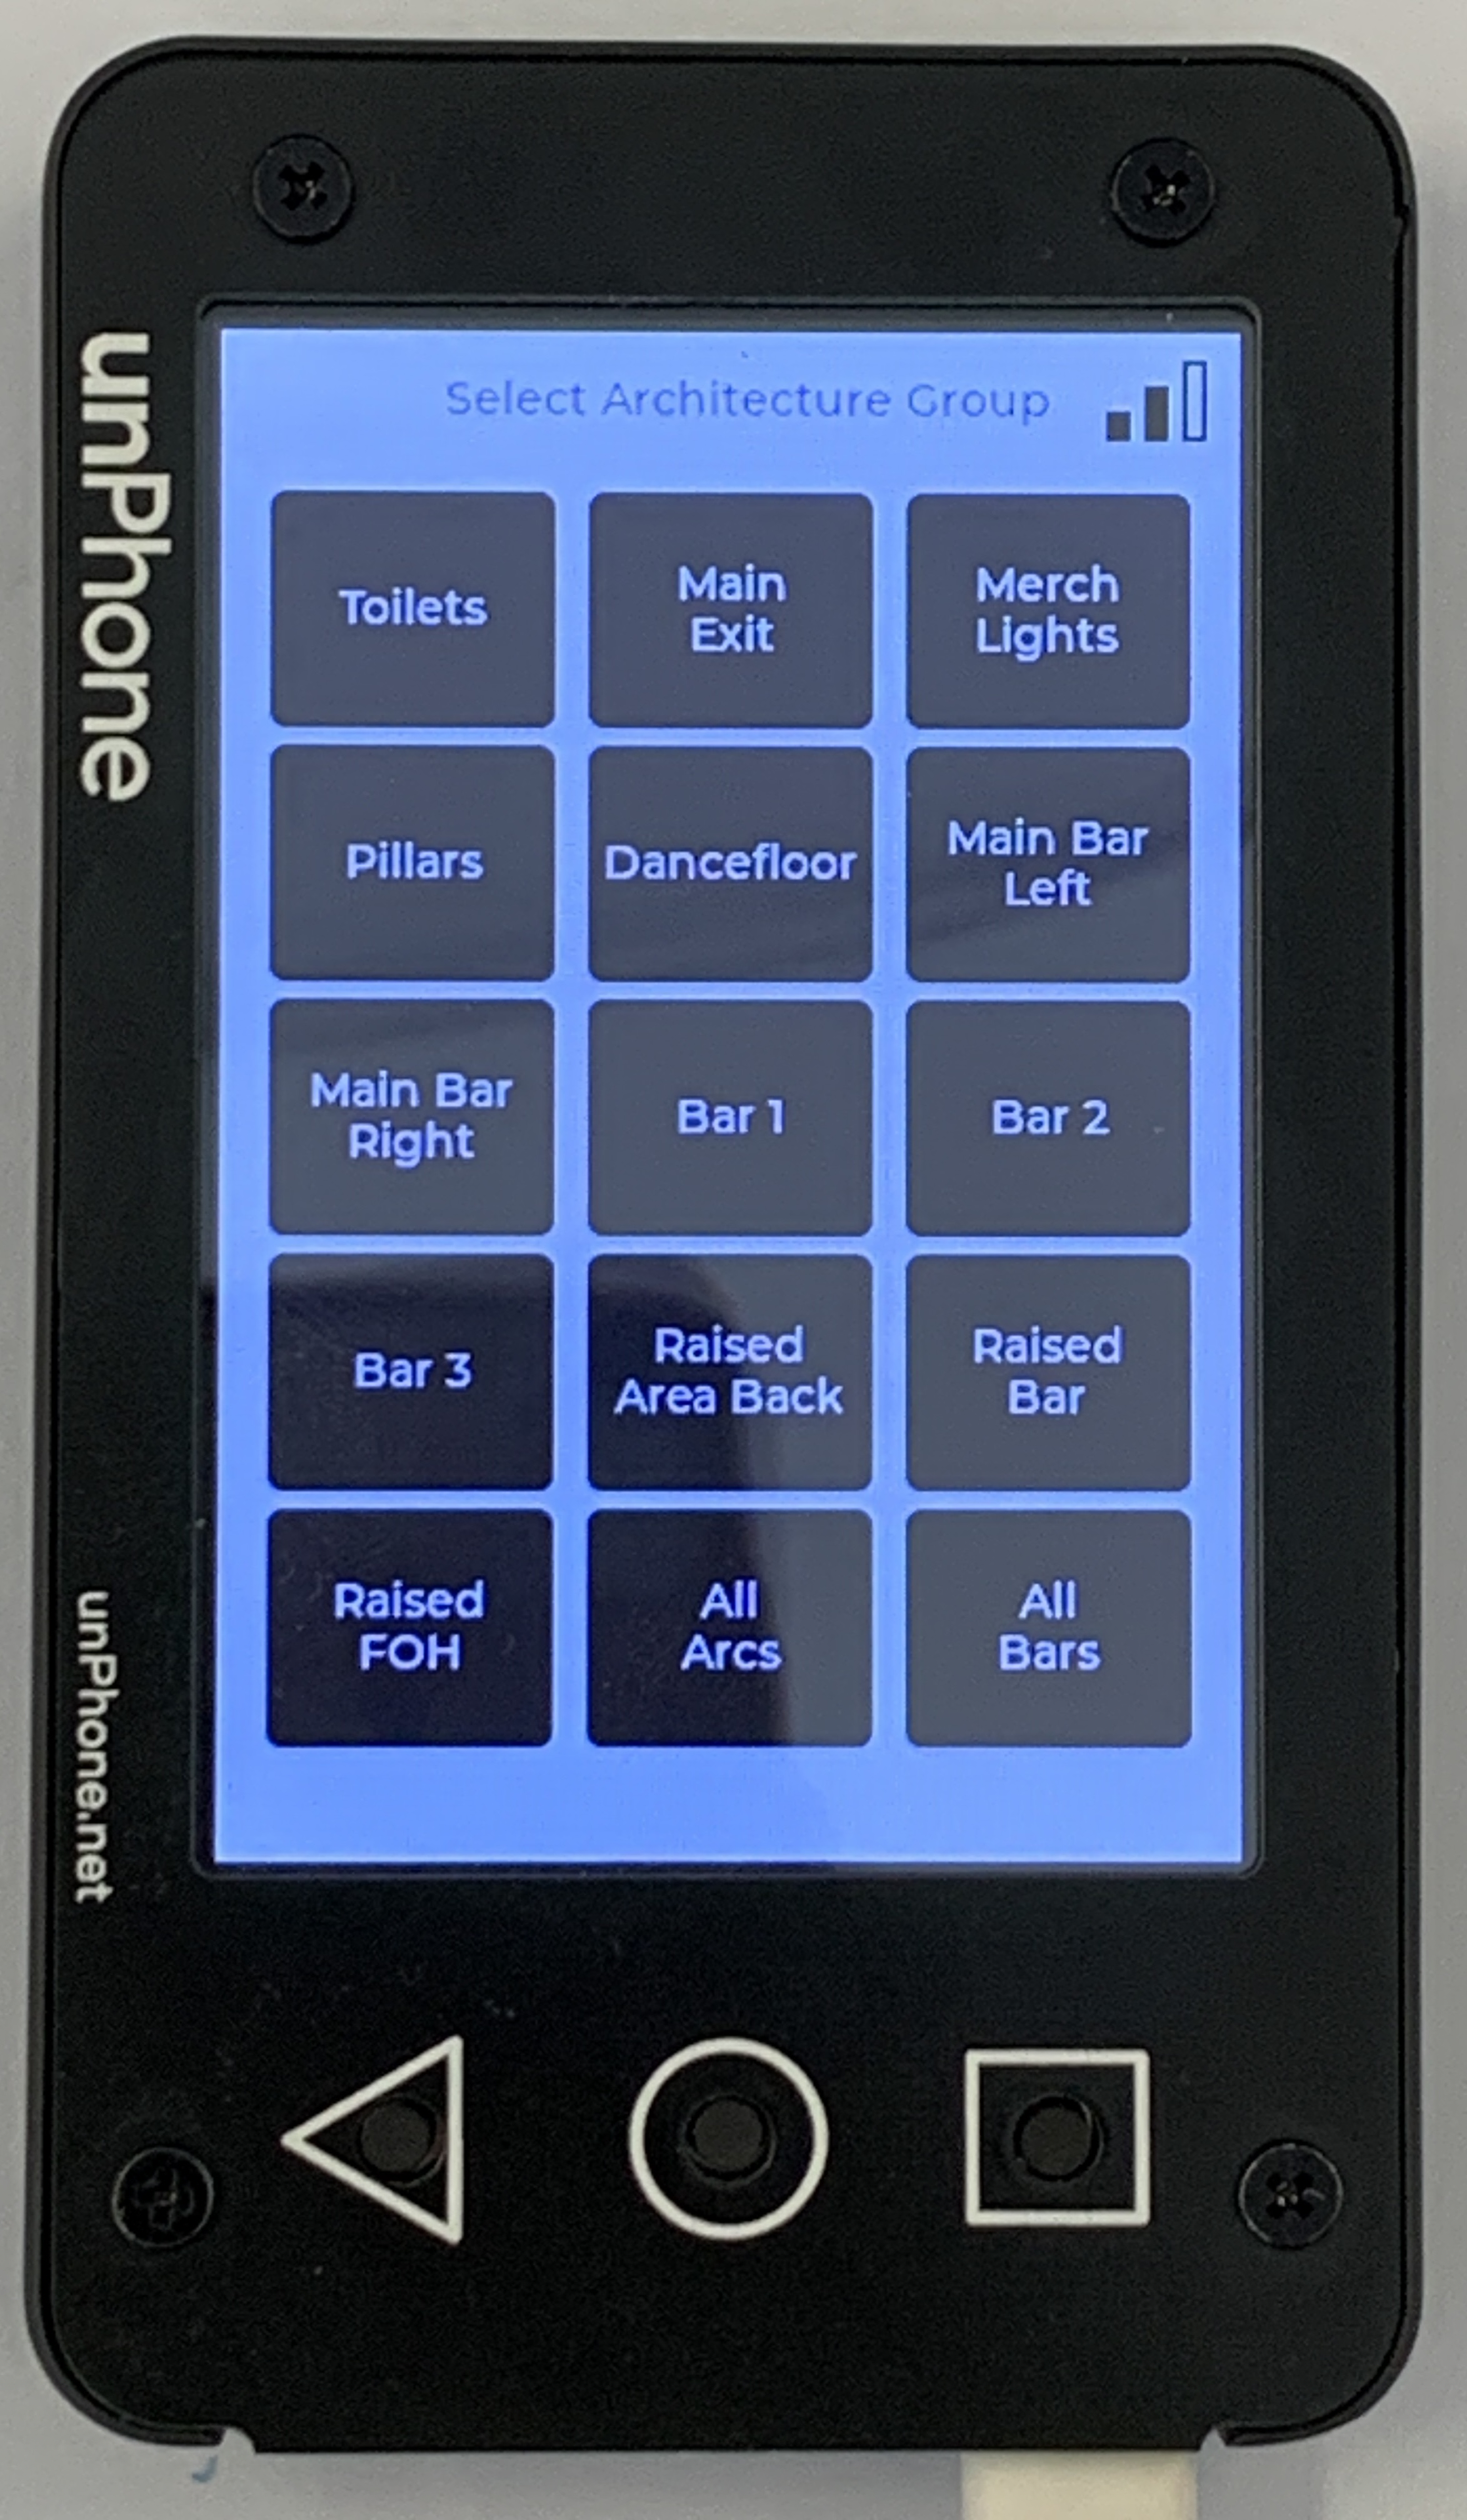 unPhone
unPhone.net
Select Architecture Group
Toilets
Main
Exit
Merch
Lights
Pillars
Dancefloor
Main Bar
Left
Main Bar
Right
Bar 1
Bar 2
Bar 3
Raised
Area Back
Raised
Bar
Raised
FOH
All
Arcs
All
Bars